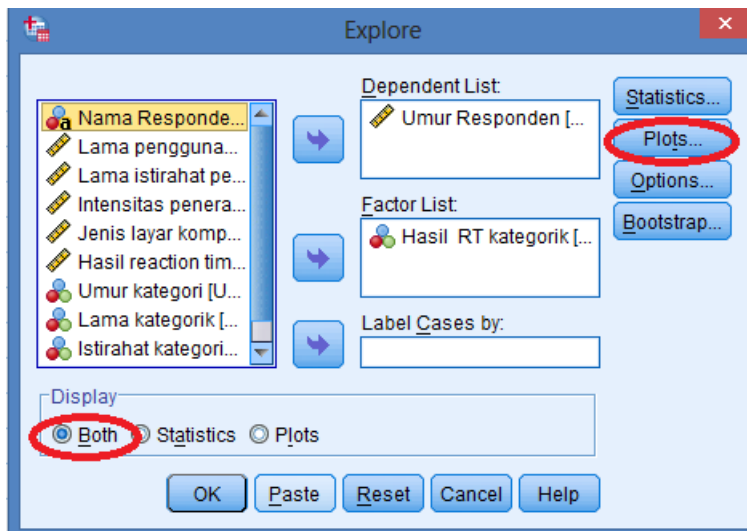 Explore
Nama Responde...
Lama pengguna...
Lama istirahat pe...
Intensitas penera...
Jenis layar komp...
Hasil reaction tim...
Umur kategori [U...
Lama kategorik [...
Istirahat kategori...
Dependent List:
Umur Responden [...
Factor List:
Hasil RT kategorik [...
Label Cases by:
Statistics...
Plots...
Options...
Bootstrap...
Display
Both Statistics Plots
OK Paste Reset Cancel Help